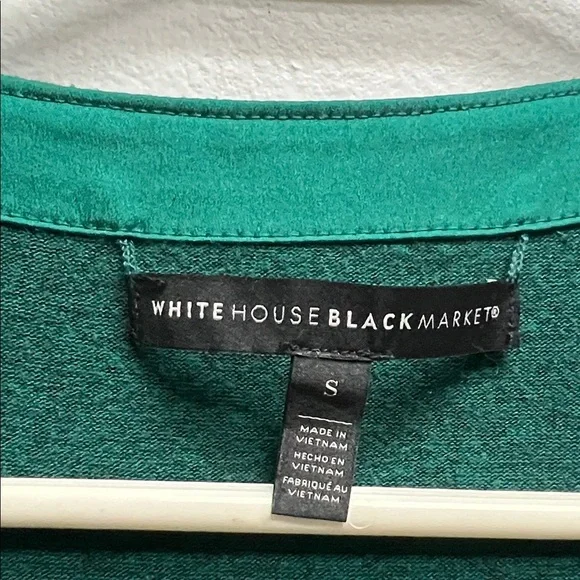 WHITE HOUSE BLACK MARKET®
S
MADE IN
VIETNAM
HECHO EN
VIETNAM
FABRIQUÉ AU
VIETNAM